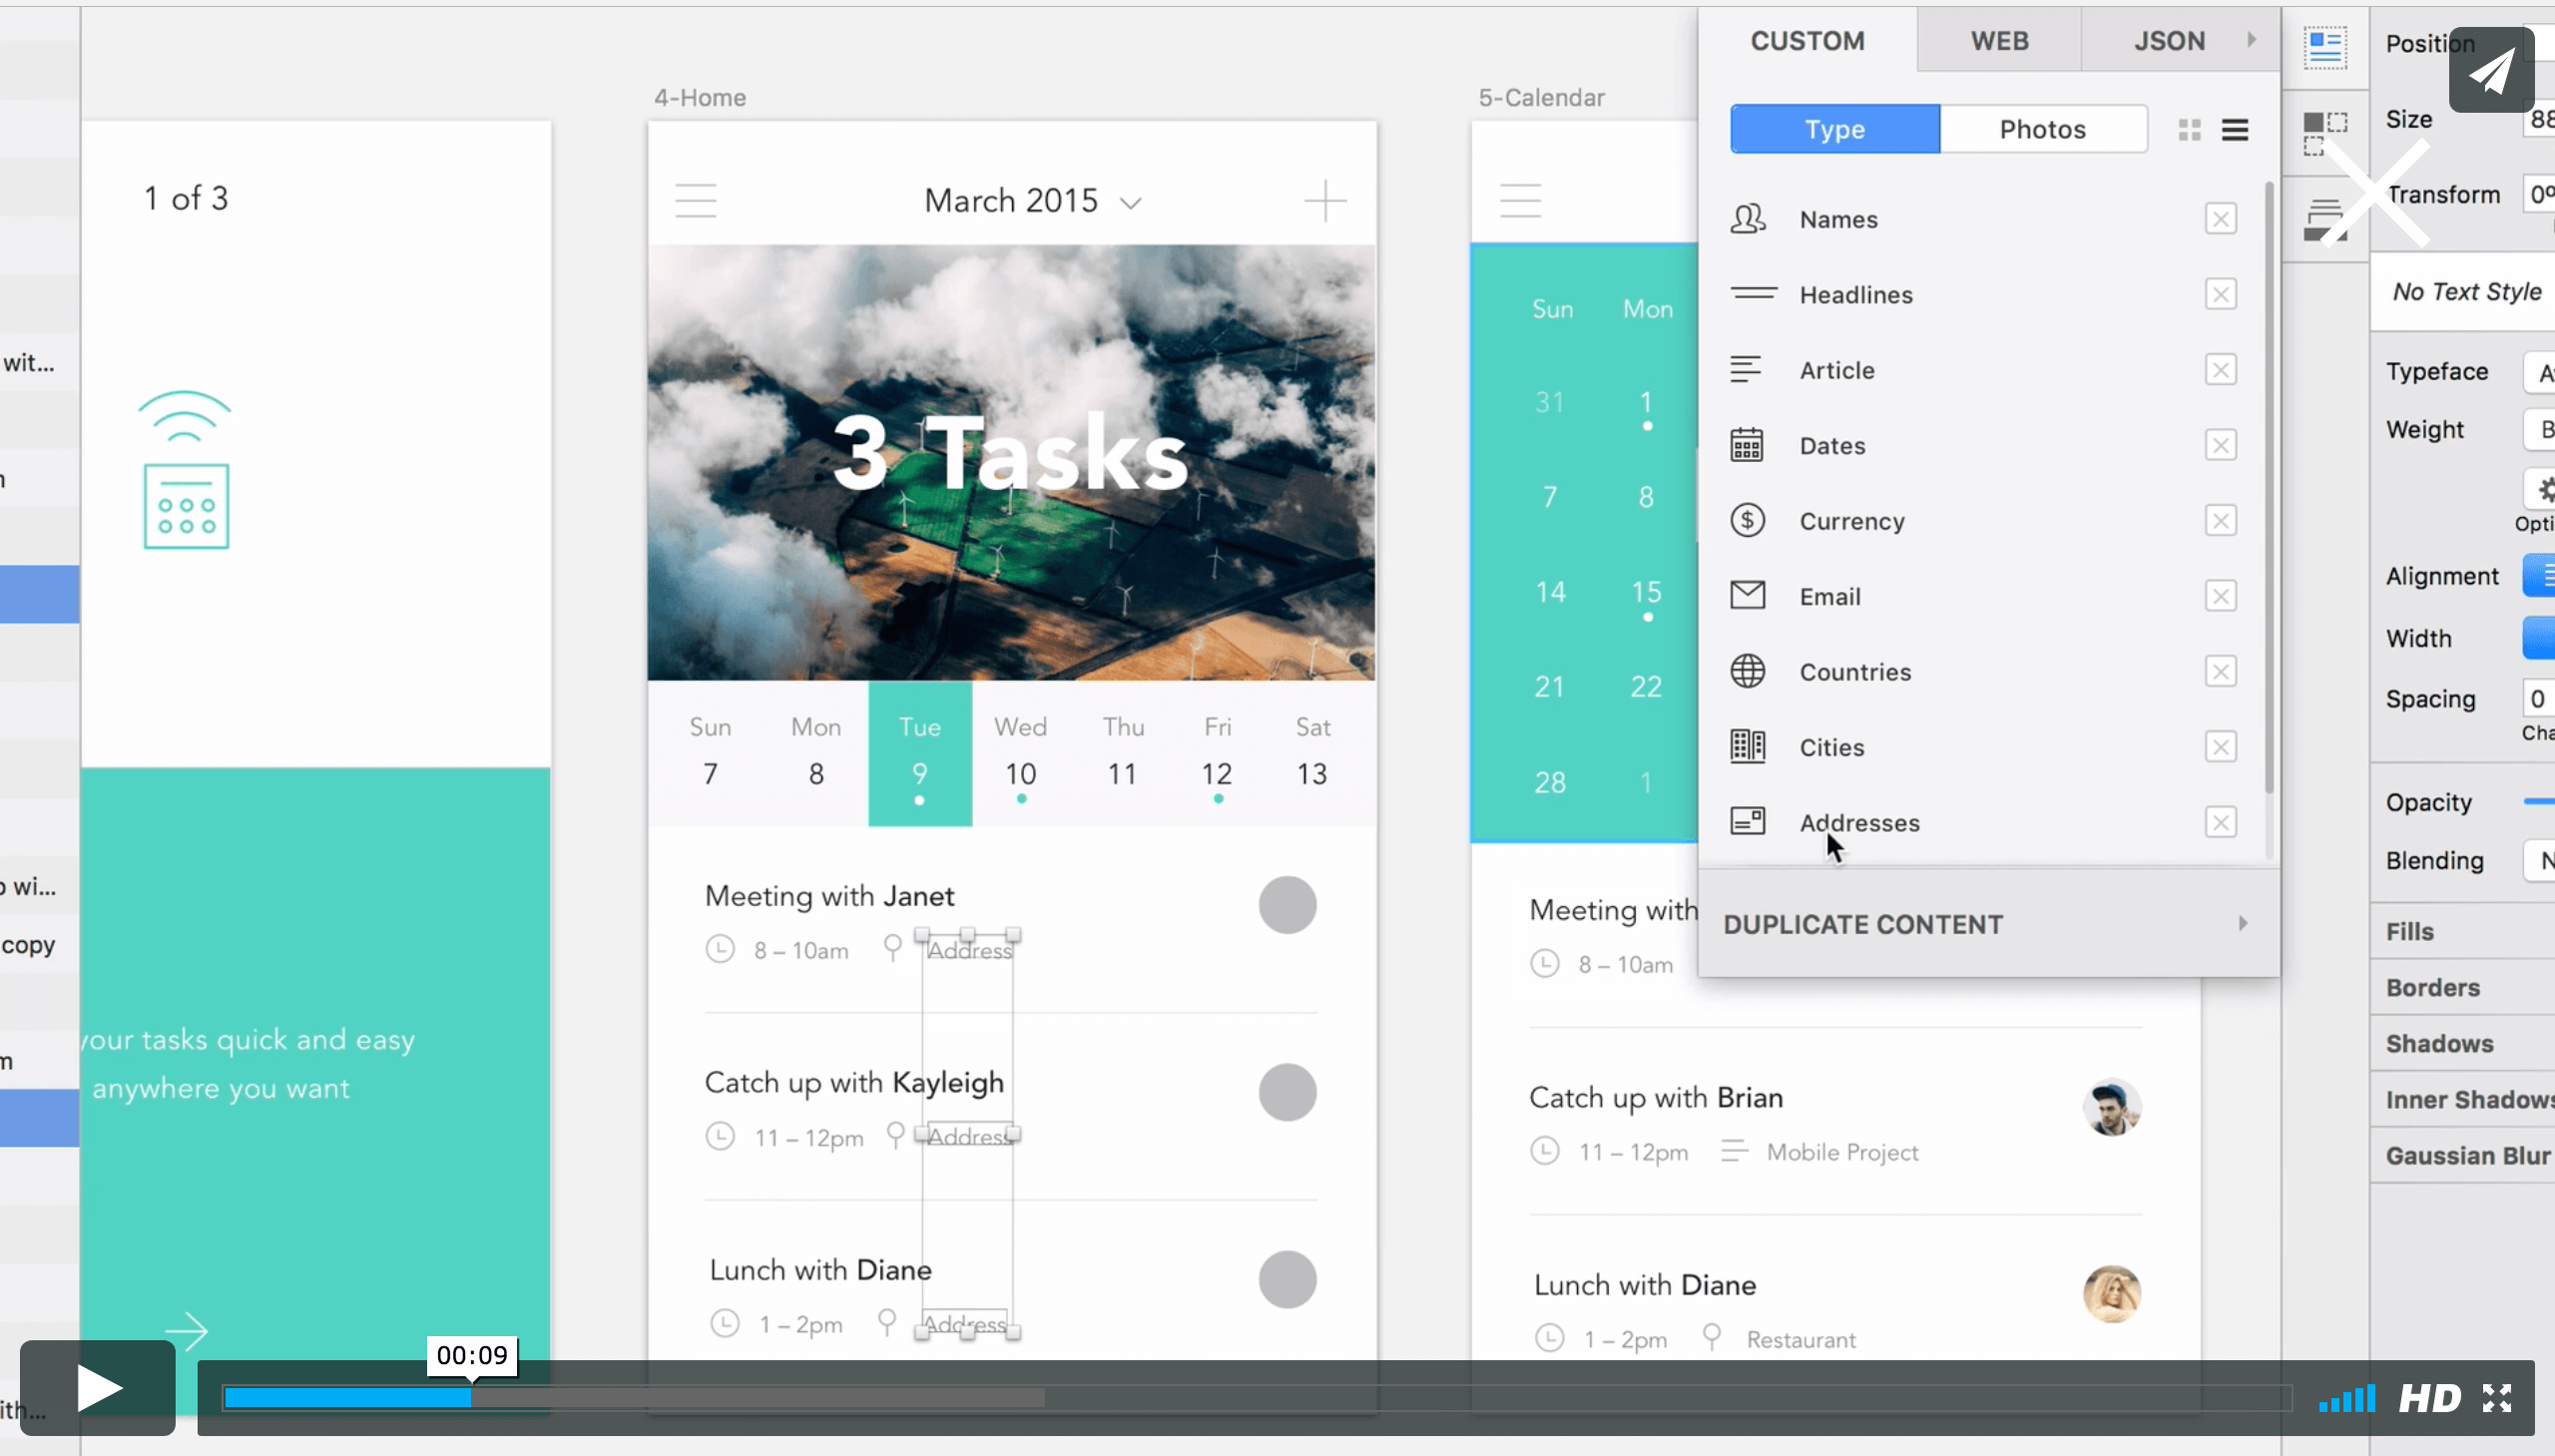 wit...
n
o wi...
copy
m
ith...
1 of 3
your tasks quick and easy
anywhere you want
4-Home
March 2015
3 Tasks
Sun Mon Tue Wed Thu Fri Sat
7 8 9 10 11 12 13
Meeting with Janet
8 – 10am Address
Catch up with Kayleigh
11 – 12pm Address
Lunch with Diane
1 – 2pm Address
5-Calendar
Sun Mon
31 1
7 8
14 15
21 22
28 1
Meeting with
8 – 10am
Catch up with Brian
11 – 12pm Mobile Project
Lunch with Diane
1 – 2pm Restaurant
CUSTOM WEB JSON
Type Photos
Names
Headlines
Article
Dates
Currency
Email
Countries
Cities
Addresses
DUPLICATE CONTENT
Position
Size 88
Transform 0º
No Text Style
Typeface A
Weight B
Opti
Alignment
Width
Spacing 0
Cha
Opacity
Blending N
Fills
Borders
Shadows
Inner Shadows
Gaussian Blur
00:09
HD